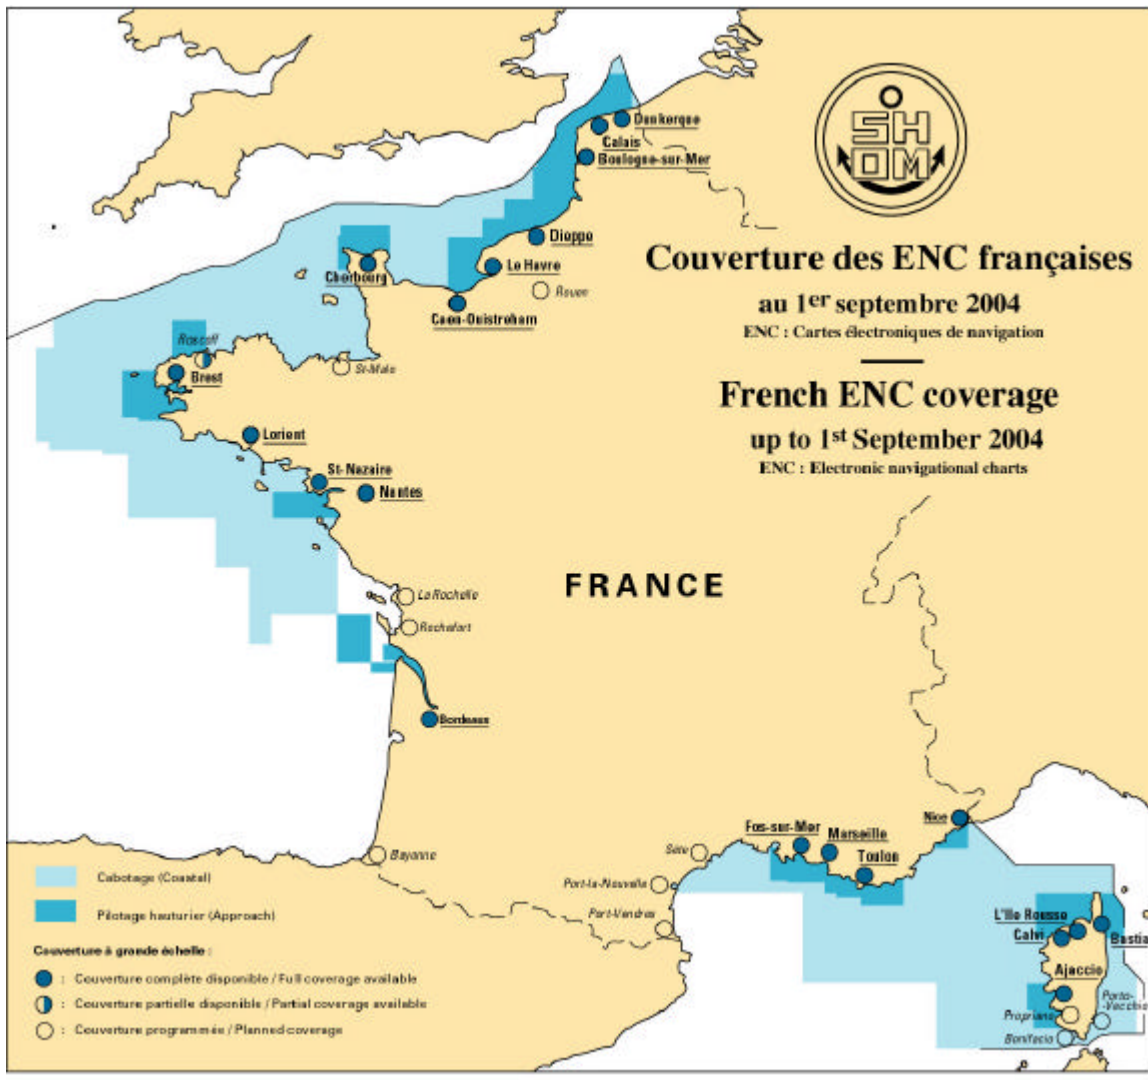 SH
OM
Couverture des ENC françaises
au 1er septembre 2004
ENC : Cartes électroniques de navigation
French ENC coverage
up to 1st September 2004
ENC : Electronic navigational charts
Dunkerque
Calais
Boulogne-sur-Mer
Dieppe
Le Havre
Rouen
Cherbourg
Caen-Ouistreham
Roscoff
St-Malo
Brest
Lorient
St-Nazaire
Nantes
FRANCE
La Rochelle
Rochefort
Bordeaux
Nice
Fos-sur-Mer
Marseille
Toulon
Sète
Bayonne
Port-la-Nouvelle
Port-Vendres
L'Ile Rousse
Calvi
Bastia
Ajaccio
Porto-
-Vecchio
Propriano
Bonifacio
Cabotage (Coastal)
Pilotage hauturier (Approach)
Couverture à grande échelle :
: Couverture complète disponible / Full coverage available
: Couverture partielle disponible / Partial coverage available
: Couverture programmée / Planned coverage